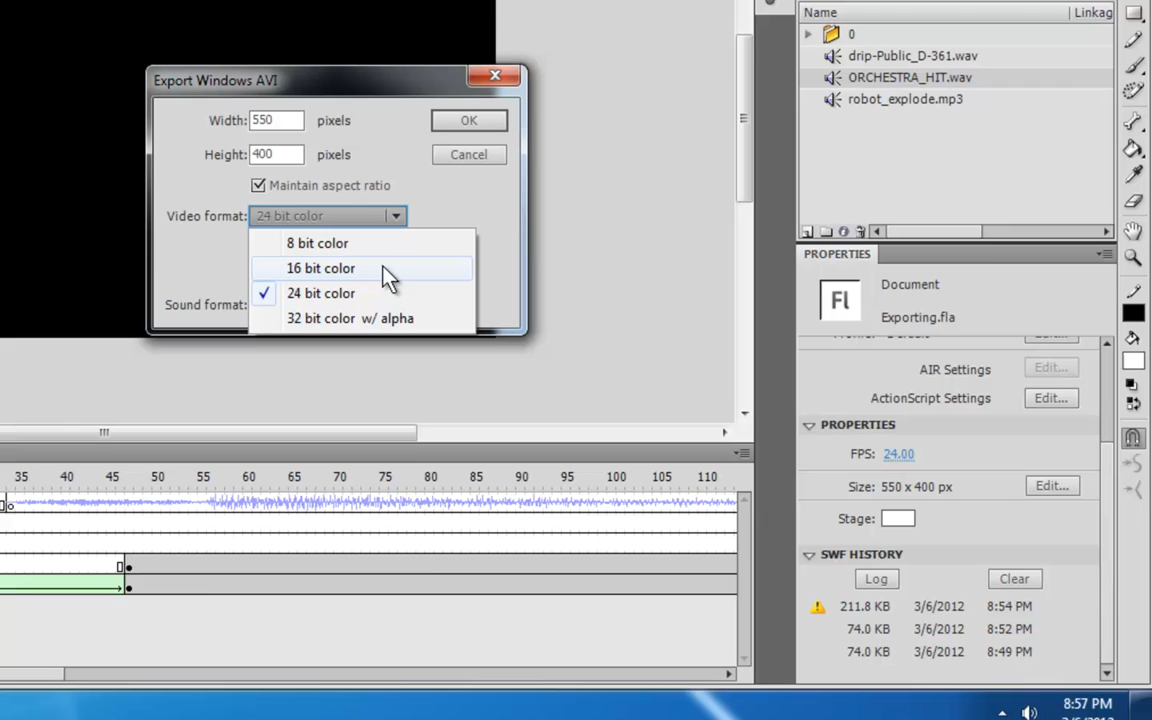 Name
Linkag
0
drip-Public_D-361.wav
ORCHESTRA_HIT.wav
robot_explode.mp3
Export Windows AVI
Width: 550 pixels
OK
Height: 400 pixels
Cancel
Maintain aspect ratio
Video format: 24 bit color
8 bit color
16 bit color
24 bit color
32 bit color w/ alpha
Sound format:
PROPERTIES
Fl
Document
Exporting.fla
AIR Settings Edit...
ActionScript Settings Edit...
PROPERTIES
FPS: 24.00
Size: 550 x 400 px Edit...
Stage:
SWF HISTORY
Log Clear
211.8 KB 3/6/2012 8:54 PM
74.0 KB 3/6/2012 8:52 PM
74.0 KB 3/6/2012 8:49 PM
35 40 45 50 55 60 65 70 75 80 85 90 95 100 105 110
8:57 PM